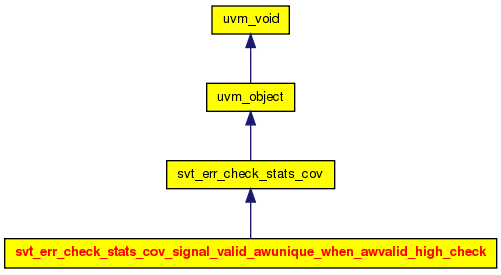 uvm_void
uvm_object
svt_err_check_stats_cov
svt_err_check_stats_cov_signal_valid_awunique_when_awvalid_high_check